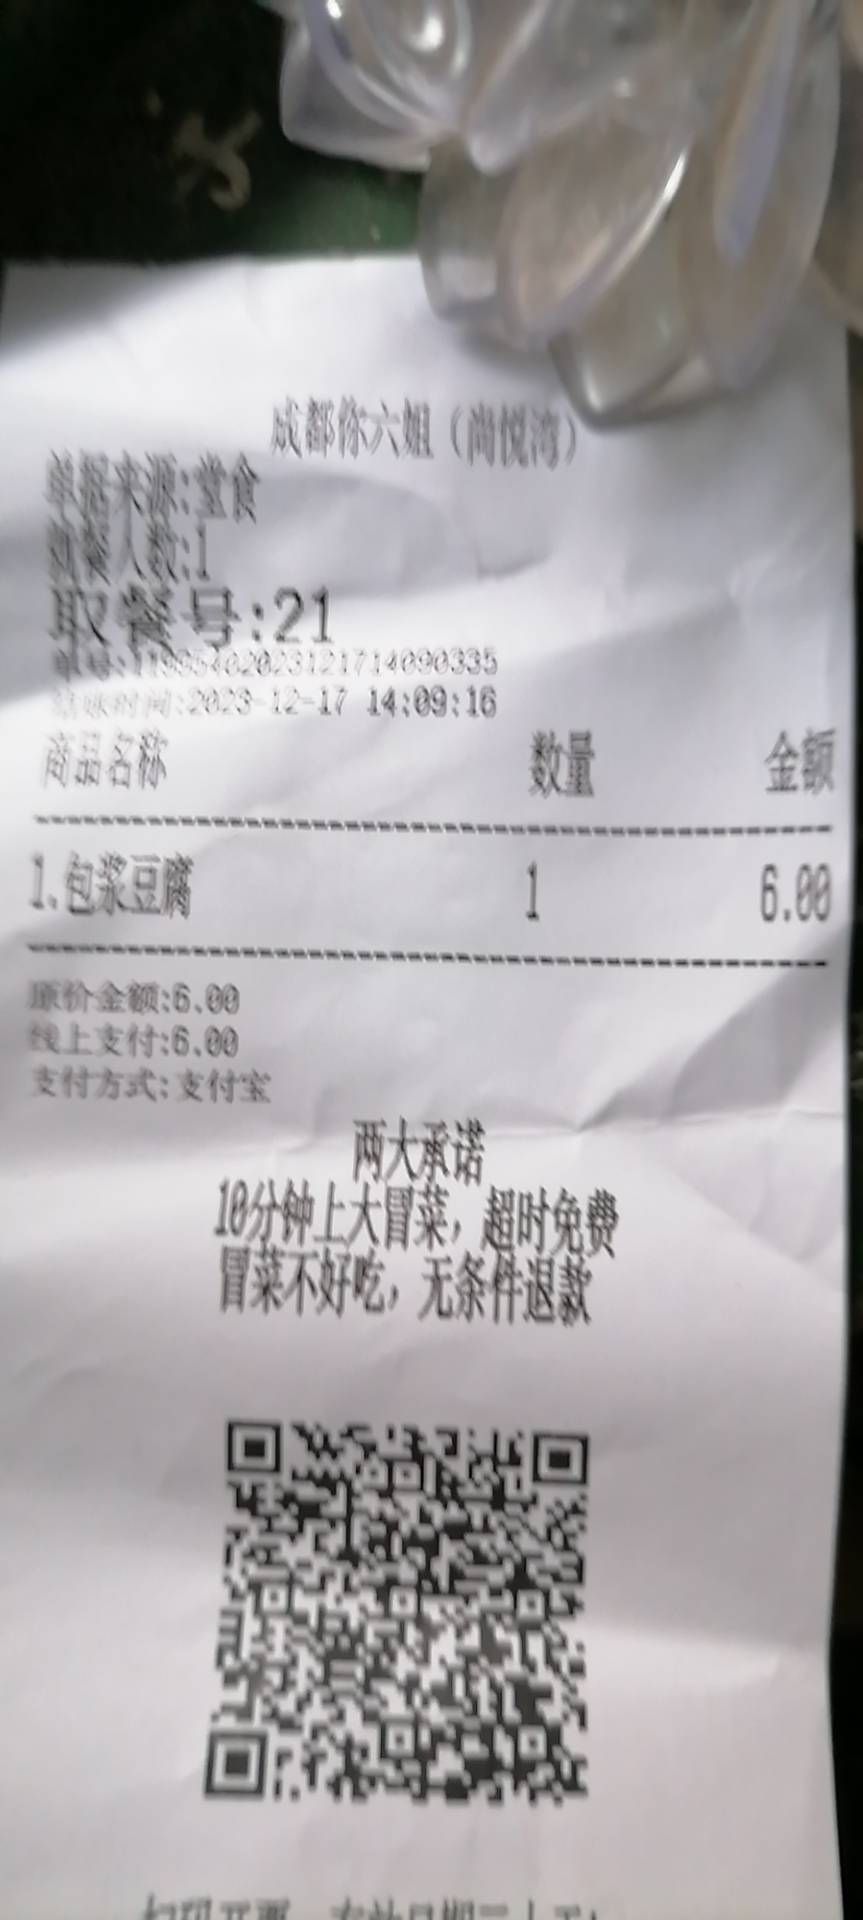 成都你六姐（尚悦湾）
单据来源:堂食
就餐人数:1
取餐号:21
单号:
结账时间:2023-12-17 14:09:16
商品名称 数量 金额
1.包浆豆腐 1 6.00
原价金额:6.00
线上支付:6.00
支付方式:支付宝
两大承诺
10分钟上大冒菜，超时免费
冒菜不好吃，无条件退款